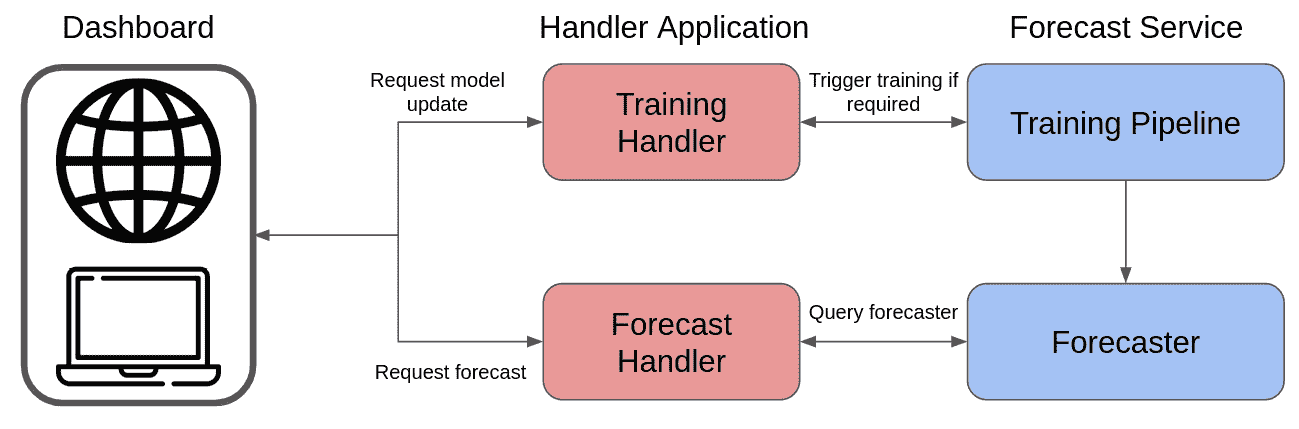 Dashboard
Handler Application
Forecast Service
Request model
update
Training
Handler
Trigger training if
required
Training Pipeline
Request forecast
Forecast
Handler
Query forecaster
Forecaster